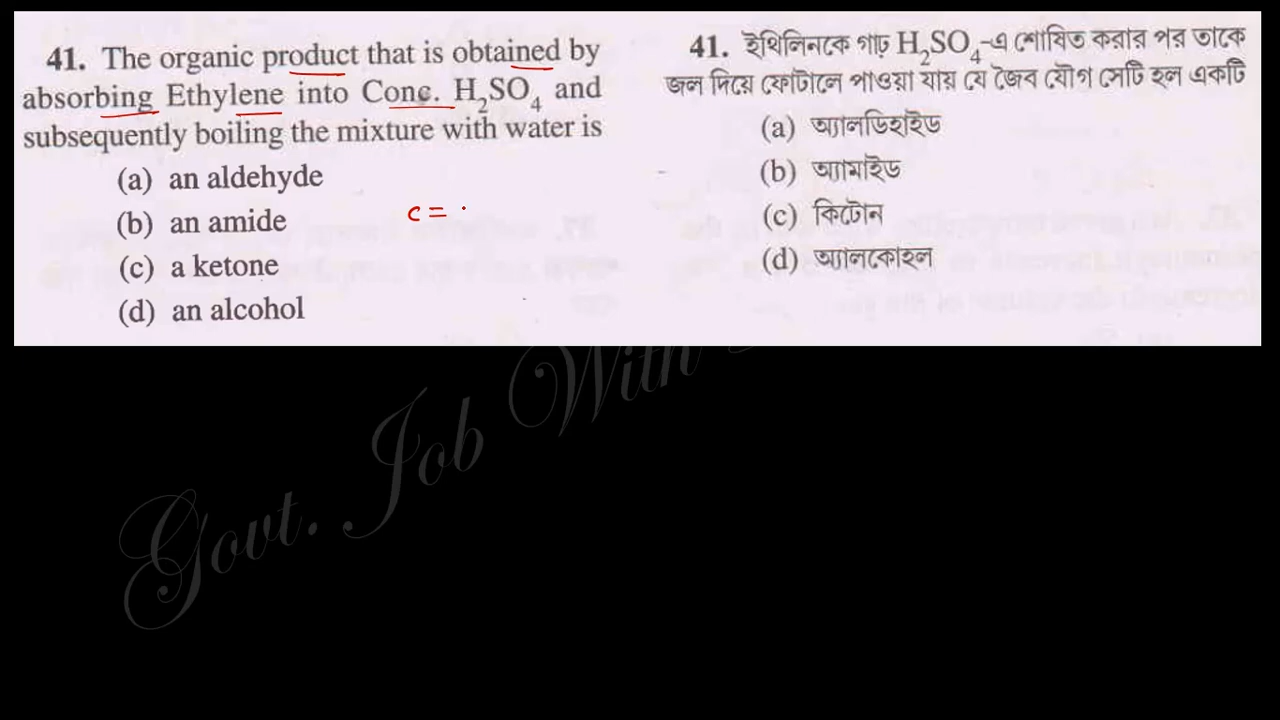 41. The organic product that is obtained by
absorbing Ethylene into Conc. H₂SO₄ and
subsequently boiling the mixture with water is
(a) an aldehyde
(b) an amide
(c) a ketone
(d) an alcohol
c =
41. ইথিলিনকে গাঢ় H₂SO₄-এ শোষিত করার পর তাকে
জল দিয়ে ফোটালে পাওয়া যায় যে জৈব যৌগ সেটি হল একটি
(a) অ্যালডিহাইড
(b) অ্যামাইড
(c) কিটোন
(d) অ্যালকোহল
Govt. Job With